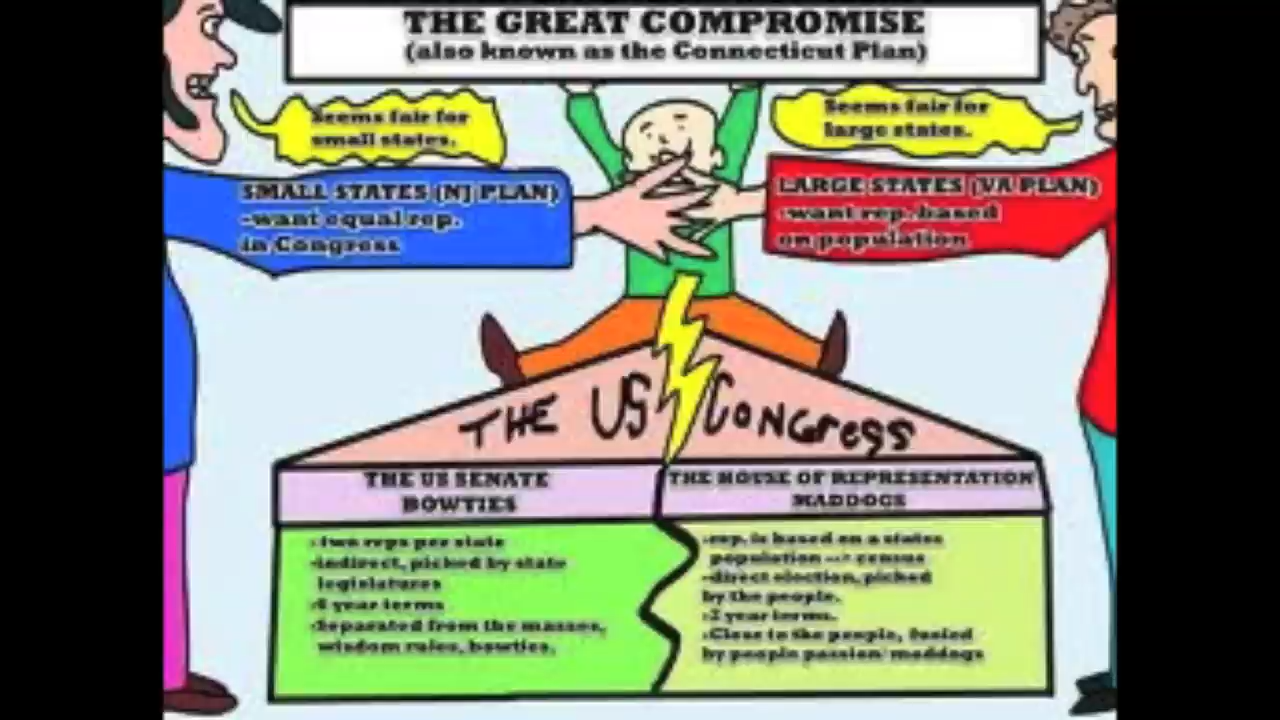 THE GREAT COMPROMISE
(also known as the Connecticut Plan)
Seems fair for
small states.
Seems fair for
large states.
SMALL STATES (NJ PLAN)
-want equal rep.
in Congress
LARGE STATES (VA PLAN)
-want rep. based
on population
THE US CONGress
THE US SENATE
BOWTIES
-two reps per state
-indirect, picked by state
legislatures
-6 year terms
-Separated from the masses,
wisdom rules, bowties.
THE HOUSE OF REPRESENTATION
MADDOGS
-rep. is based on a states
population --> census
-direct election, picked
by the people.
-2 year terms.
-Close to the people, fueled
by people passion/maddogs